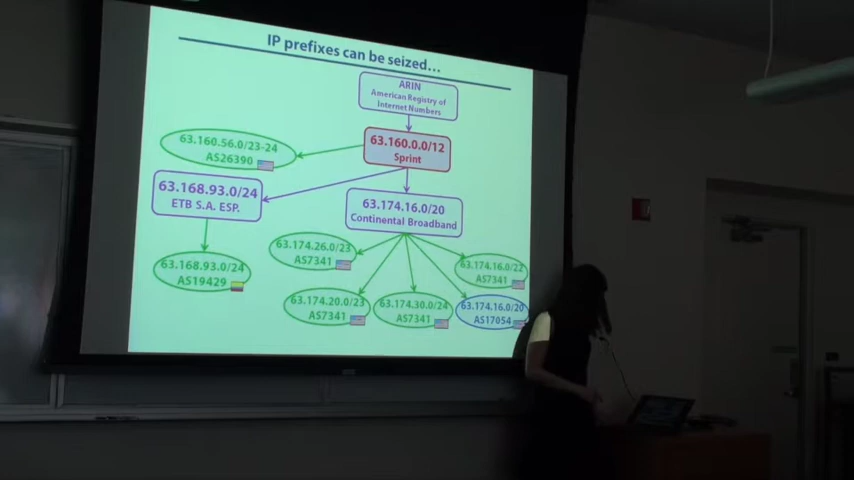 IP prefixes can be seized...
ARIN
American Registry of
Internet Numbers
63.160.0.0/12
Sprint
63.160.56.0/23-24
AS26390
63.168.93.0/24
ETB S.A. ESP.
63.174.16.0/20
Continental Broadband
63.168.93.0/24
AS19429
63.174.26.0/23
AS7341
63.174.16.0/22
AS7341
63.174.20.0/23
AS7341
63.174.30.0/24
AS7341
63.174.16.0/20
AS17054